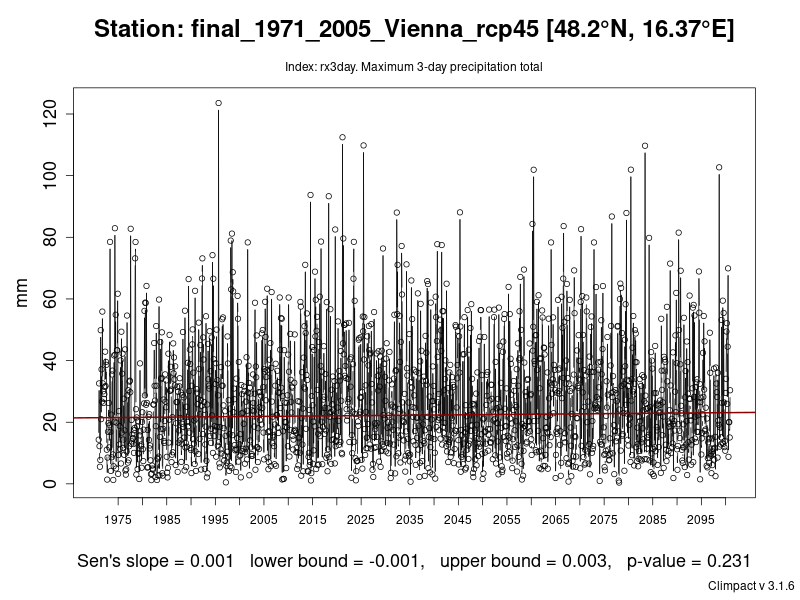 Station: final_1971_2005_Vienna_rcp45 [48.2°N, 16.37°E]
Index: rx3day. Maximum 3-day precipitation total
120
100
80
60
40
20
0
mm
1975 1985 1995 2005 2015 2025 2035 2045 2055 2065 2075 2085 2095
Sen's slope = 0.001 lower bound = -0.001, upper bound = 0.003, p-value = 0.231
Climpact v 3.1.6